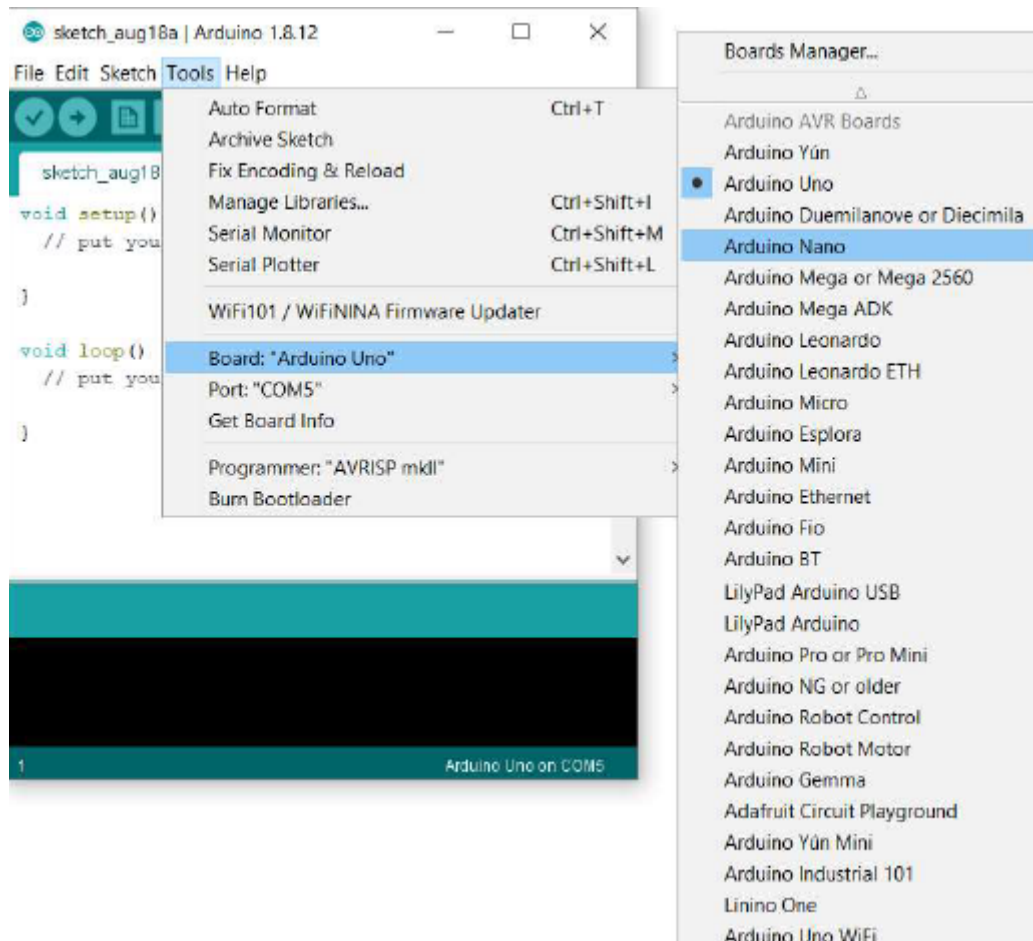 sketch_aug18a | Arduino 1.8.12
File Edit Sketch Tools Help
sketch_aug18
void setup()
// put you
}
void loop()
// put you
}
Auto Format Ctrl+T
Archive Sketch
Fix Encoding & Reload
Manage Libraries... Ctrl+Shift+I
Serial Monitor Ctrl+Shift+M
Serial Plotter Ctrl+Shift+L
WiFi101 / WiFiNINA Firmware Updater
Board: "Arduino Uno"
Port: "COM5"
Get Board Info
Programmer: "AVRISP mkII"
Burn Bootloader
1 Arduino Uno on COM5
Boards Manager...
Arduino AVR Boards
Arduino Yún
Arduino Uno
Arduino Duemilanove or Diecimila
Arduino Nano
Arduino Mega or Mega 2560
Arduino Mega ADK
Arduino Leonardo
Arduino Leonardo ETH
Arduino Micro
Arduino Esplora
Arduino Mini
Arduino Ethernet
Arduino Fio
Arduino BT
LilyPad Arduino USB
LilyPad Arduino
Arduino Pro or Pro Mini
Arduino NG or older
Arduino Robot Control
Arduino Robot Motor
Arduino Gemma
Adafruit Circuit Playground
Arduino Yún Mini
Arduino Industrial 101
Linino One
Arduino Uno WiFi